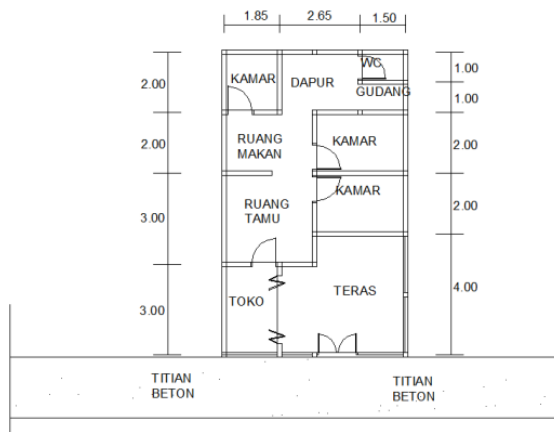 1.85 2.65 1.50
2.00
2.00
3.00
3.00
KAMAR
DAPUR
WC
GUDANG
RUANG
MAKAN
KAMAR
KAMAR
RUANG
TAMU
TOKO
TERAS
1.00
1.00
2.00
2.00
4.00
TITIAN
BETON
TITIAN
BETON